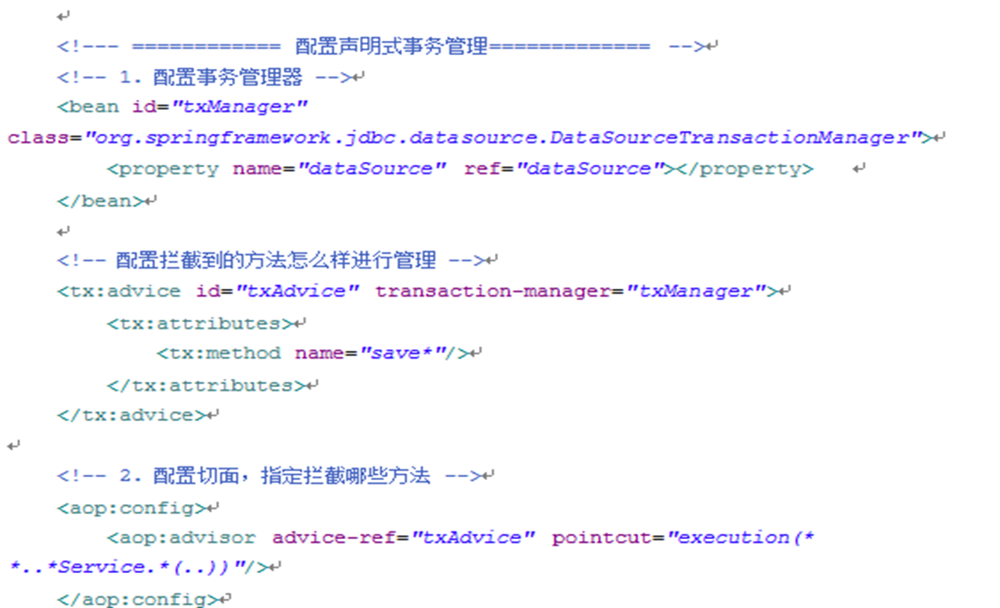 <!--- ============ 配置声明式事务管理============= -->
<!-- 1. 配置事务管理器 -->
<bean id="txManager"
class="org.springframework.jdbc.datasource.DataSourceTransactionManager">
<property name="dataSource" ref="dataSource"></property>
</bean>
<!-- 配置拦截到的方法怎么样进行管理 -->
<tx:advice id="txAdvice" transaction-manager="txManager">
<tx:attributes>
<tx:method name="save*"/>
</tx:attributes>
</tx:advice>
<!-- 2. 配置切面，指定拦截哪些方法 -->
<aop:config>
<aop:advisor advice-ref="txAdvice" pointcut="execution(*
*..*Service.*(..))"/>
</aop:config>